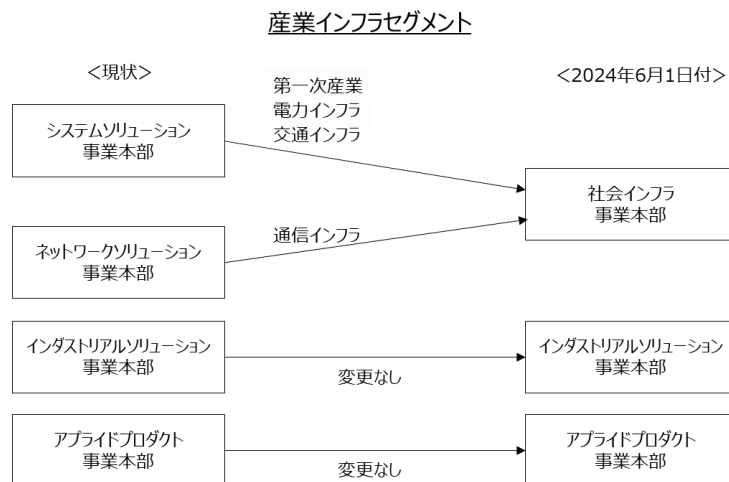 産業インフラセグメント
＜現状＞
＜2024年6月1日付＞
第一次産業
電力インフラ
交通インフラ
システムソリューション
事業本部
社会インフラ
事業本部
ネットワークソリューション
事業本部
通信インフラ
インダストリアルソリューション
事業本部
変更なし
インダストリアルソリューション
事業本部
アプライドプロダクト
事業本部
変更なし
アプライドプロダクト
事業本部